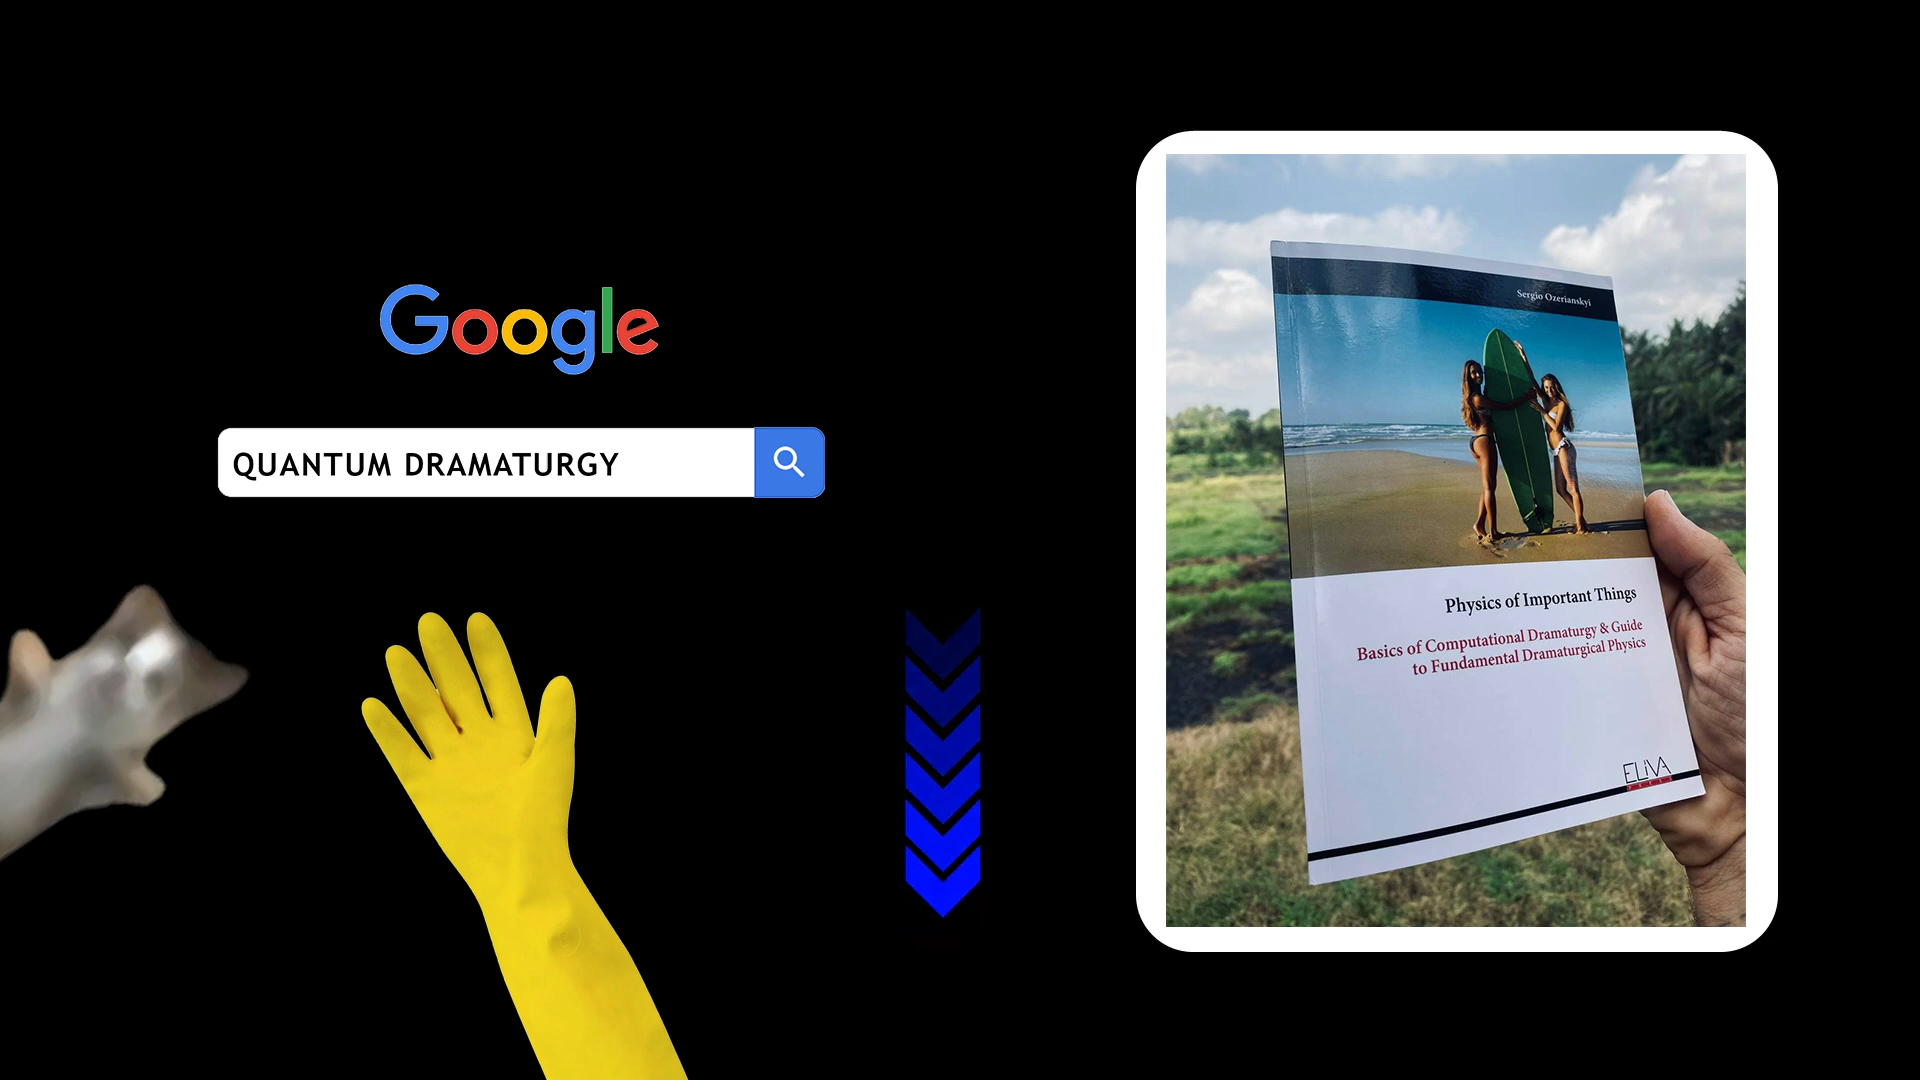 Google
QUANTUM DRAMATURGY
Sergio Ozerianskyi
Physics of Important Things
Basics of Computational Dramaturgy & Guide
to Fundamental Dramaturgical Physics
ELIVA
PRESS